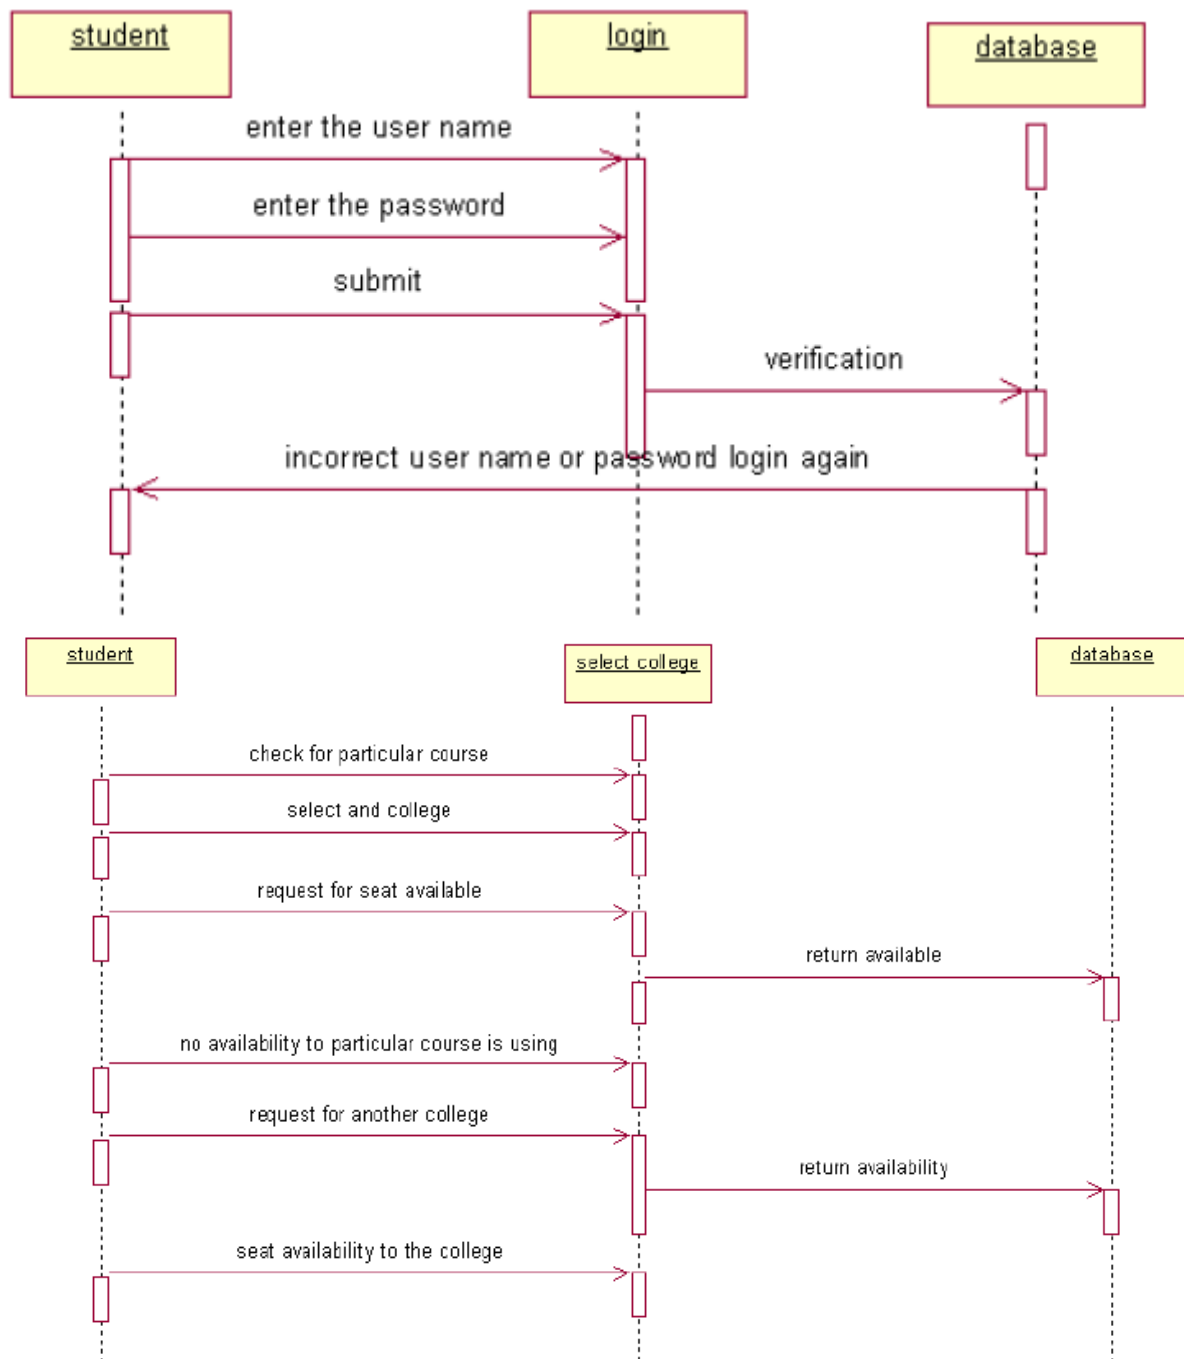 student
login
database
enter the user name
enter the password
submit
verification
incorrect user name or password login again
student
select college
database
check for particular course
select and college
request for seat available
return available
no availability to particular course is using
request for another college
return availability
seat availability to the college